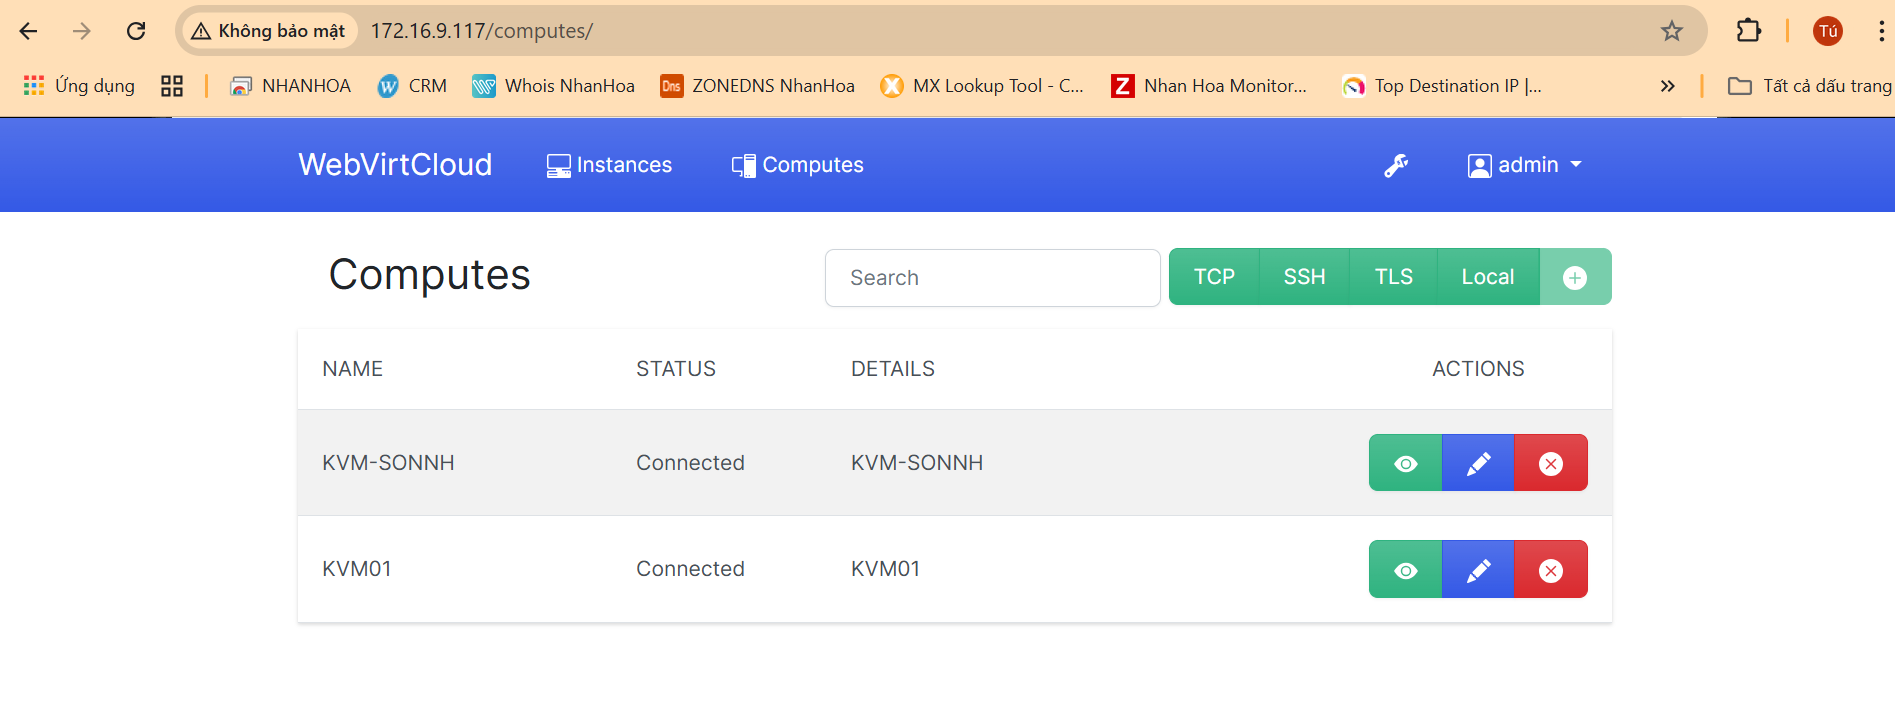 Không bảo mật 172.16.9.117/computes/ Tú
Ứng dụng NHANHOA CRM Whois NhanHoa Dns ZONEDNS NhanHoa MX Lookup Tool - C... Z Nhan Hoa Monitor... Top Destination IP |... » Tất cả dấu trang
WebVirtCloud Instances Computes admin
Computes Search TCP SSH TLS Local
NAME STATUS DETAILS ACTIONS
KVM-SONNH Connected KVM-SONNH
KVM01 Connected KVM01